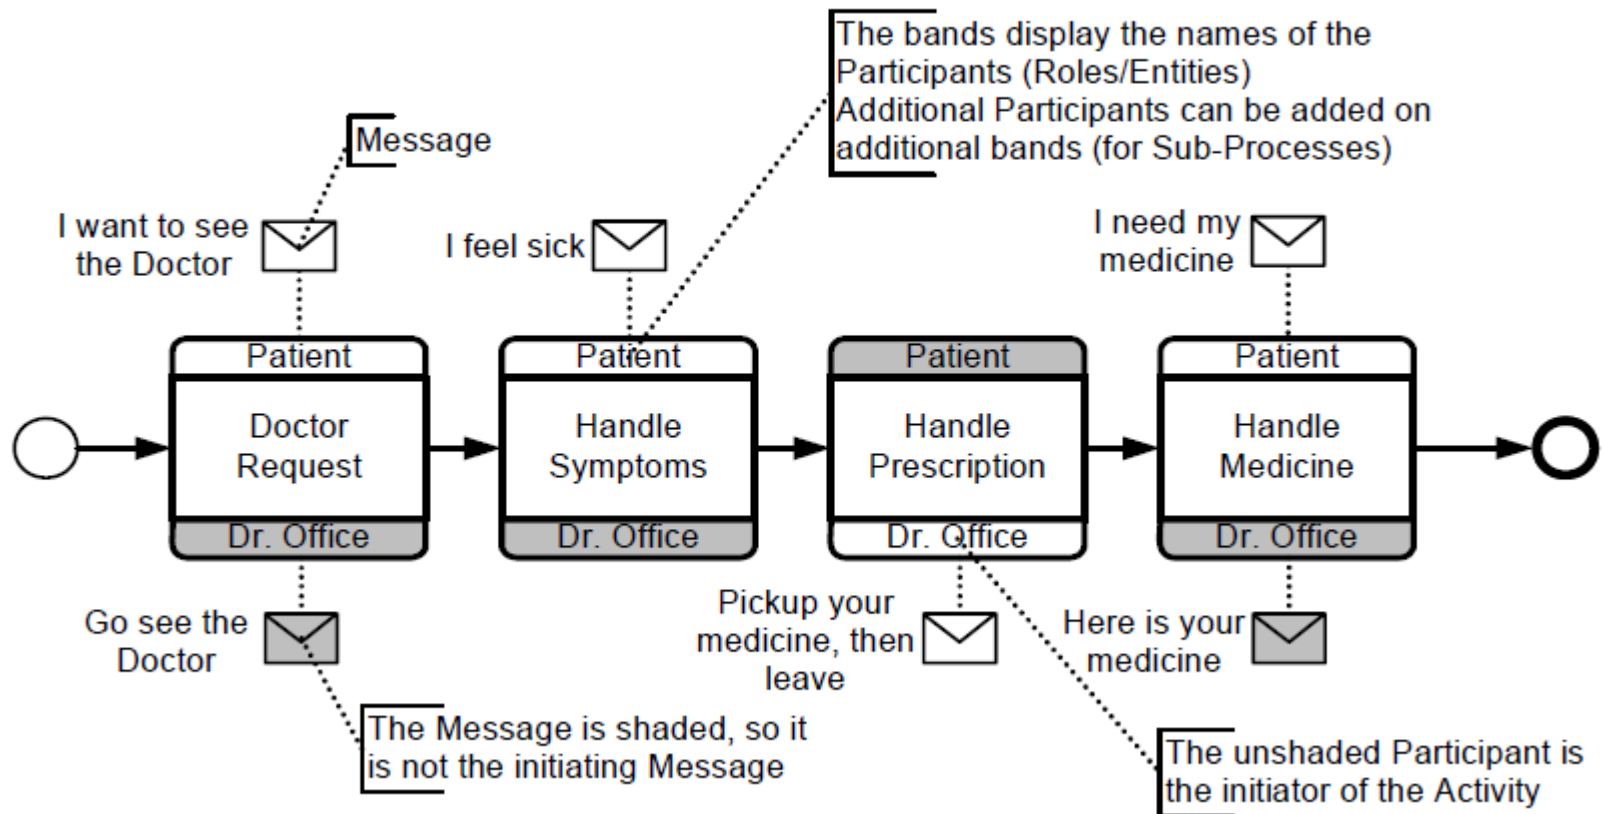 The bands display the names of the
Participants (Roles/Entities)
Additional Participants can be added on
additional bands (for Sub-Processes)
Message
I want to see
the Doctor
I feel sick
I need my
medicine
Patient
Patient
Patient
Patient
Doctor
Request
Handle
Symptoms
Handle
Prescription
Handle
Medicine
Dr. Office
Dr. Office
Dr. Office
Dr. Office
Go see the
Doctor
Pickup your
medicine, then
leave
Here is your
medicine
The Message is shaded, so it
is not the initiating Message
The unshaded Participant is
the initiator of the Activity